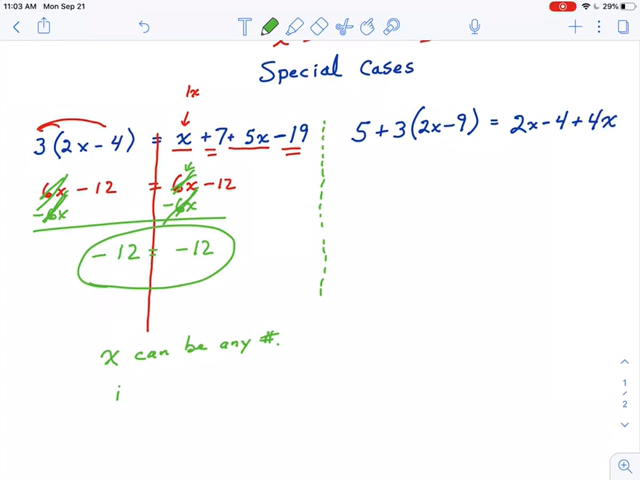 11:03 AM Mon Sep 21
29%
Special Cases
1x
3(2x-4) = x+7+5x-19
6x-12 = 6x-12
-6x -6x
-12 = -12
x can be any #.
i
5+3(2x-9) = 2x-4+4x
1
/
2